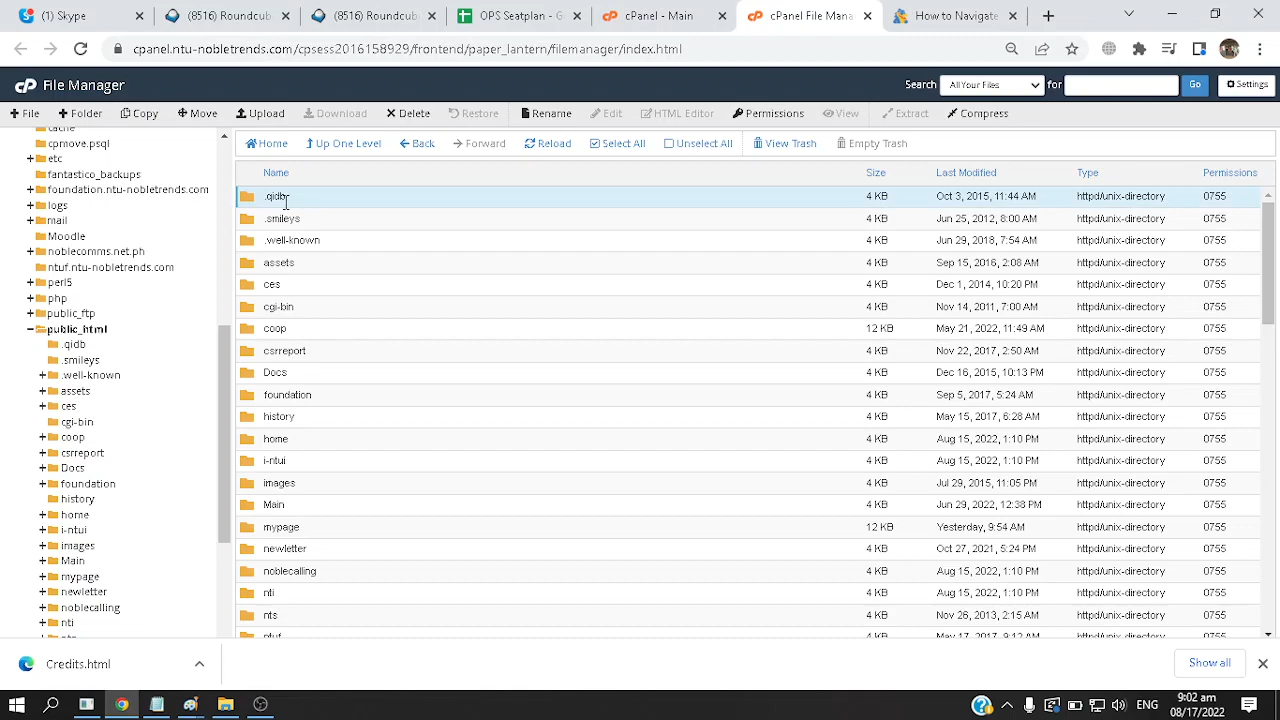 (1) Skype
(8516) Roundcub
(8516) Roundcub
OPS Seatplan - G
cPanel - Main
cPanel File Mana
How to Navigate
cpanel.ntu-nobletrends.com/cpsess2016158929/frontend/paper_lantern/filemanager/index.html
cP File Manager
Search All Your Files for Go Settings
File Folder Copy Move Upload Download Delete Restore Rename Edit HTML Editor Permissions View Extract Compress
Home Up One Level Back Forward Reload Select All Unselect All View Trash Empty Trash
cache
cpmove.psql
etc
fantastico_backups
foundation.ntu-nobletrends.com
logs
mail
Moodle
noblecomms.net.ph
ntuf.ntu-nobletrends.com
perl5
php
public_ftp
public_html
.qidb
.smileys
.well-known
assets
ces
cgi-bin
coop
csrreport
Docs
foundation
history
home
i-ntui
images
Main
mypage
newletter
noblecalling
nti
nts
Name Size Last Modified Type Permissions
.qidb 4 KB Oct 3, 2015, 11:44 AM httpd/unix-directory 0755
.smileys 4 KB Jun 25, 2012, 8:00 AM httpd/unix-directory 0755
.well-known 4 KB Jun 29, 2018, 7:54 AM httpd/unix-directory 0755
assets 4 KB Sep 15, 2016, 2:08 AM httpd/unix-directory 0755
ces 4 KB Dec 1, 2014, 10:20 PM httpd/unix-directory 0755
cgi-bin 4 KB Nov 14, 2011, 7:00 AM httpd/unix-directory 0755
coop 12 KB May 21, 2022, 11:49 AM httpd/unix-directory 0755
csrreport 4 KB Nov 22, 2017, 2:50 AM httpd/unix-directory 0755
Docs 4 KB Dec 16, 2015, 10:13 PM httpd/unix-directory 0755
foundation 4 KB Sep 5, 2017, 5:24 AM httpd/unix-directory 0755
history 4 KB May 15, 2017, 6:28 AM httpd/unix-directory 0755
home 4 KB Aug 15, 2022, 1:10 PM httpd/unix-directory 0755
i-ntui 4 KB Aug 15, 2022, 1:10 PM httpd/unix-directory 0755
images 4 KB Jul 29, 2015, 11:05 PM httpd/unix-directory 0755
Main 4 KB Jun 29, 2022, 12:38 PM httpd/unix-directory 0755
mypage 12 KB Yesterday, 9:54 AM httpd/unix-directory 0755
newletter 4 KB Oct 27, 2021, 5:24 PM httpd/unix-directory 0755
noblecalling 4 KB Aug 15, 2022, 1:10 PM httpd/unix-directory 0755
nti 4 KB Aug 15, 2022, 1:10 PM httpd/unix-directory 0755
nts 4 KB Nov 26, 2013, 2:15 AM httpd/unix-directory 0755
ntuf 4 KB May 17, 2017, 9:12 AM httpd/unix-directory 0755
Credits.html
Show all
ENG
9:02 am
08/17/2022